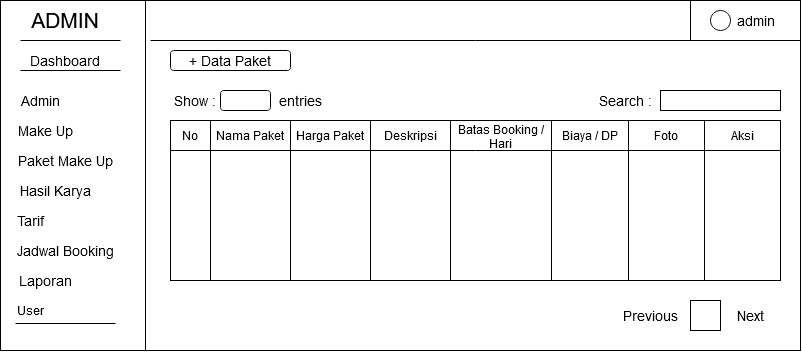 ADMIN
admin
Dashboard
Admin
Make Up
Paket Make Up
Hasil Karya
Tarif
Jadwal Booking
Laporan
User
+ Data Paket
Show : entries
Search :
No
Nama Paket
Harga Paket
Deskripsi
Batas Booking /
Hari
Biaya / DP
Foto
Aksi
Previous
Next